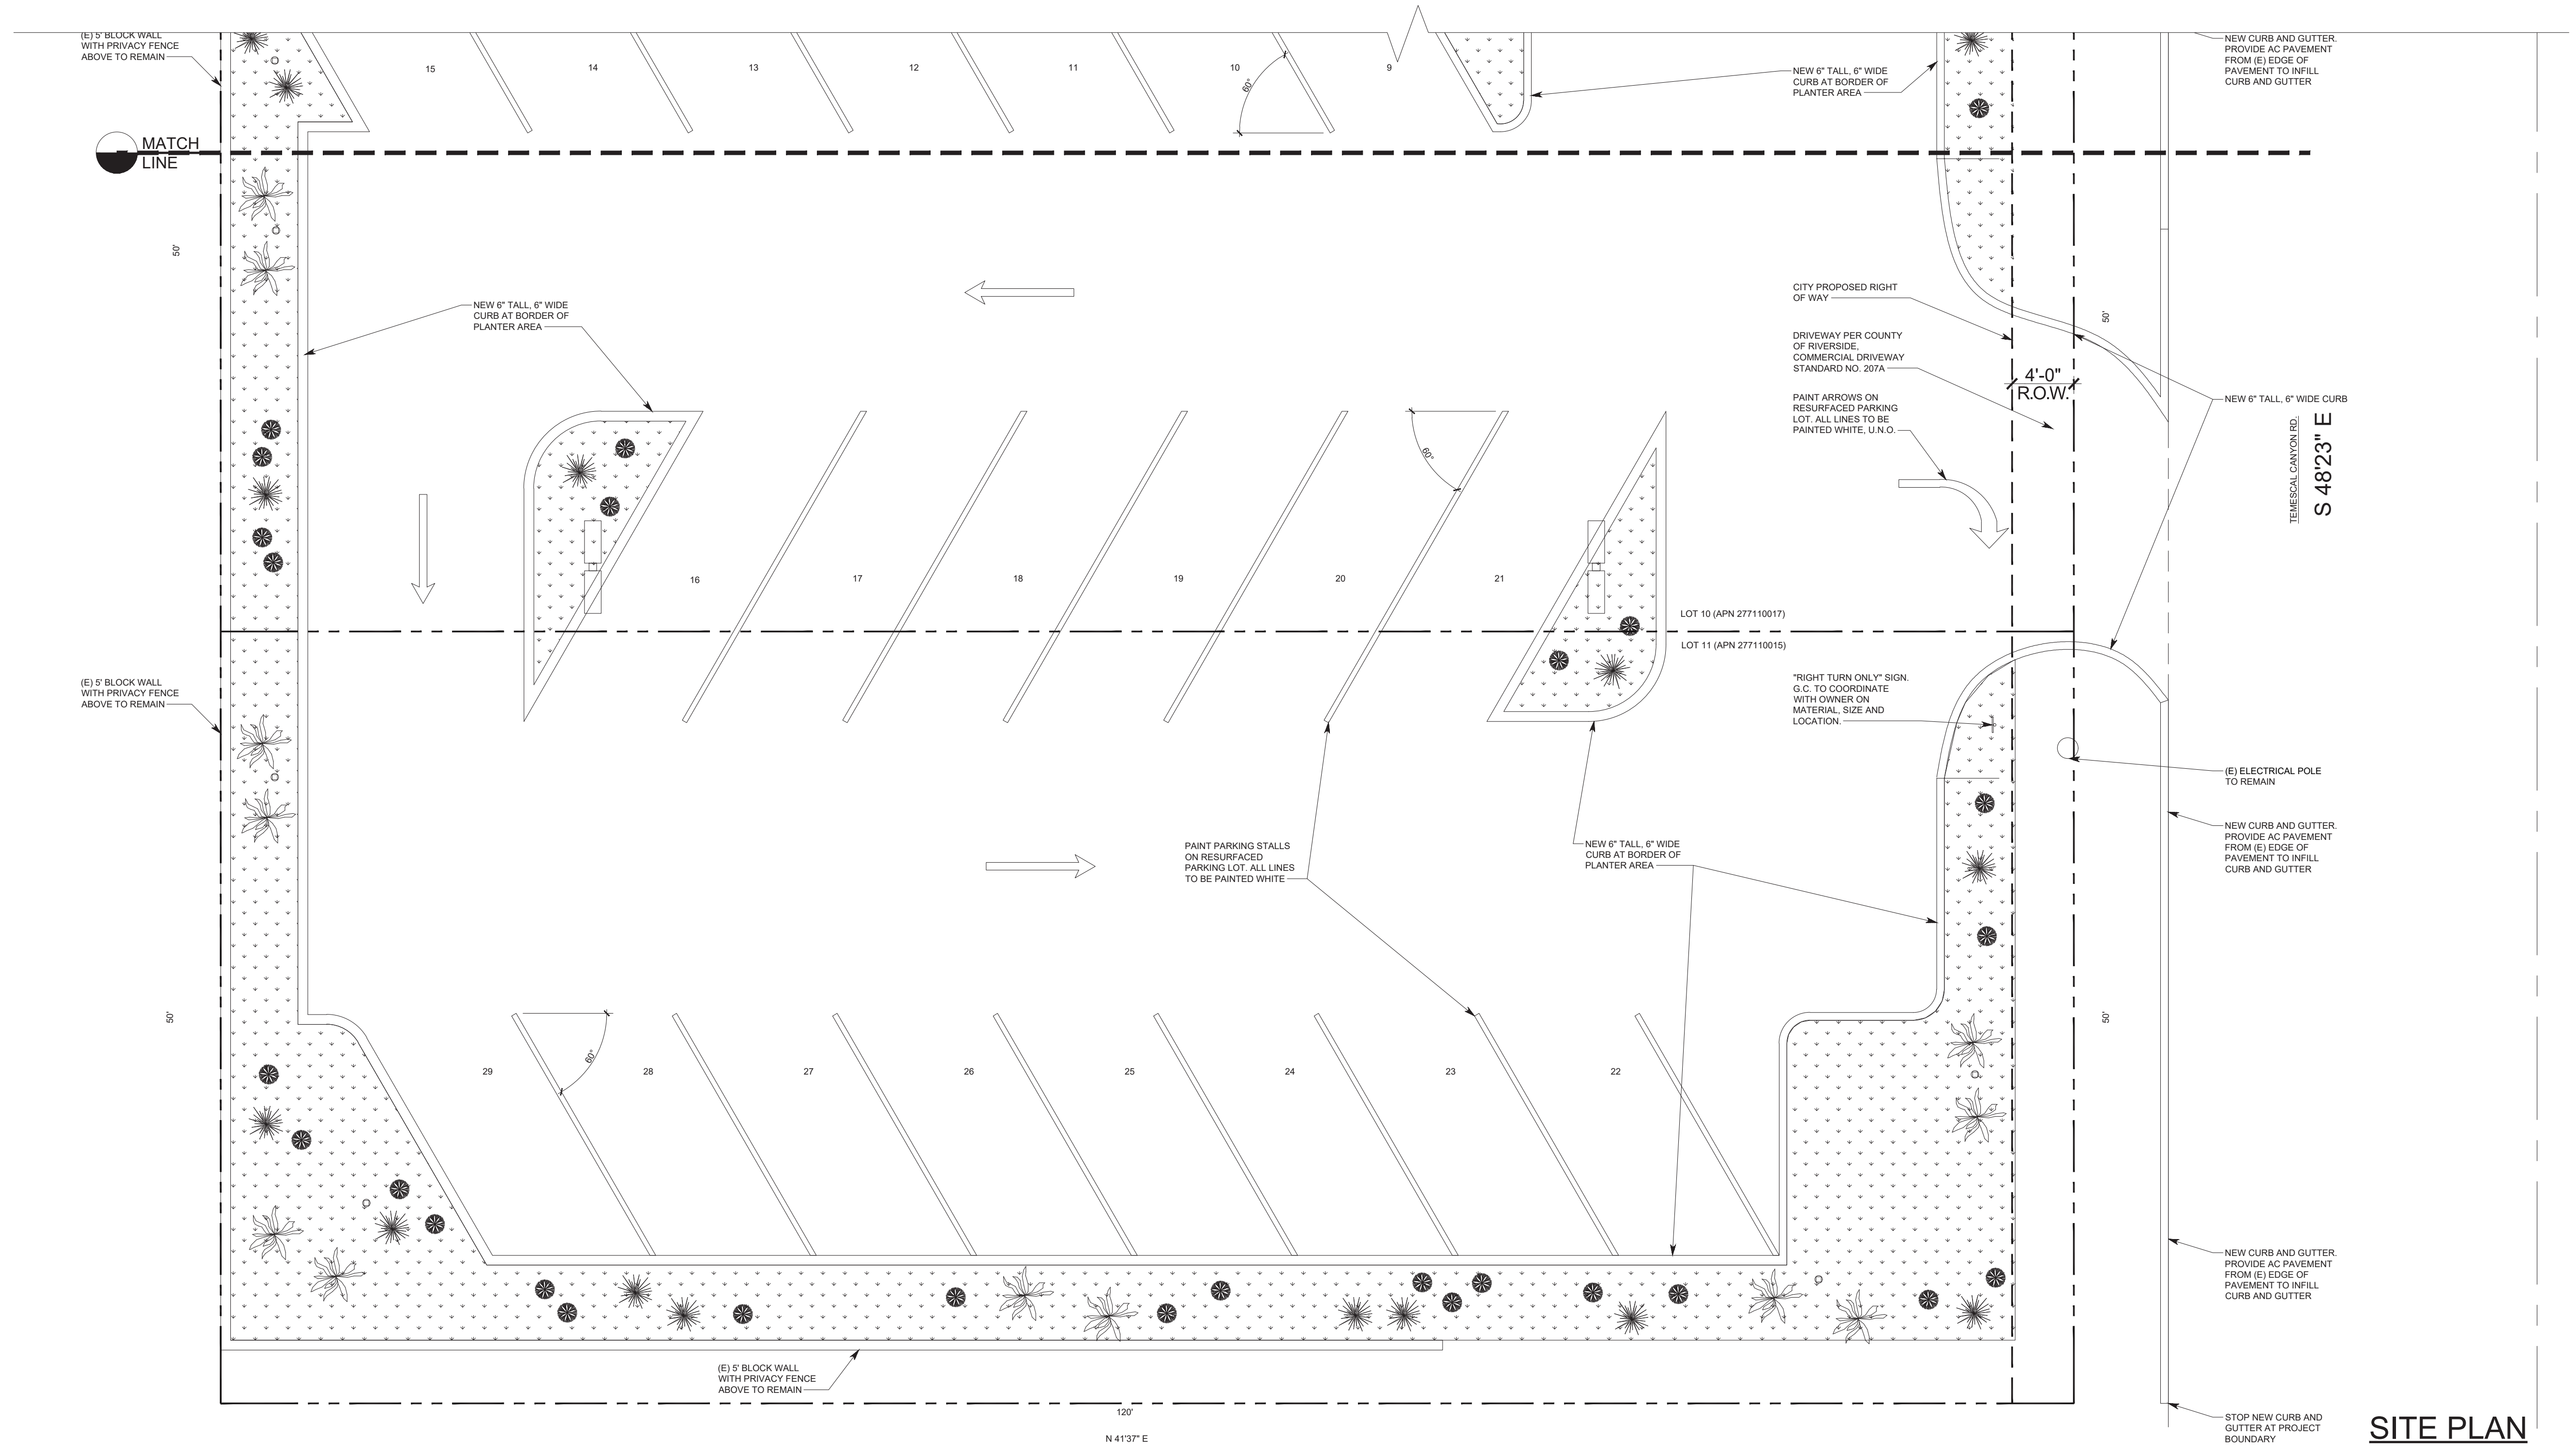 (E) 5' BLOCK WALL
WITH PRIVACY FENCE
ABOVE TO REMAIN
15
14
13
12
11
10
9
60°
NEW 6" TALL, 6" WIDE
CURB AT BORDER OF
PLANTER AREA
NEW CURB AND GUTTER.
PROVIDE AC PAVEMENT
FROM (E) EDGE OF
PAVEMENT TO INFILL
CURB AND GUTTER
MATCH
LINE
50'
NEW 6" TALL, 6" WIDE
CURB AT BORDER OF
PLANTER AREA
CITY PROPOSED RIGHT
OF WAY
50'
DRIVEWAY PER COUNTY
OF RIVERSIDE,
COMMERCIAL DRIVEWAY
STANDARD NO. 207A
4'-0"
R.O.W.
PAINT ARROWS ON
RESURFACED PARKING
LOT. ALL LINES TO BE
PAINTED WHITE, U.N.O.
NEW 6" TALL, 6" WIDE CURB
TEMESCAL CANYON RD.
S 48'23" E
60°
16
17
18
19
20
21
LOT 10 (APN 277110017)
LOT 11 (APN 277110015)
(E) 5' BLOCK WALL
WITH PRIVACY FENCE
ABOVE TO REMAIN
"RIGHT TURN ONLY" SIGN.
G.C. TO COORDINATE
WITH OWNER ON
MATERIAL, SIZE AND
LOCATION.
(E) ELECTRICAL POLE
TO REMAIN
PAINT PARKING STALLS
ON RESURFACED
PARKING LOT. ALL LINES
TO BE PAINTED WHITE
NEW 6" TALL, 6" WIDE
CURB AT BORDER OF
PLANTER AREA
NEW CURB AND GUTTER.
PROVIDE AC PAVEMENT
FROM (E) EDGE OF
PAVEMENT TO INFILL
CURB AND GUTTER
50'
50'
60°
29
28
27
26
25
24
23
22
NEW CURB AND GUTTER.
PROVIDE AC PAVEMENT
FROM (E) EDGE OF
PAVEMENT TO INFILL
CURB AND GUTTER
(E) 5' BLOCK WALL
WITH PRIVACY FENCE
ABOVE TO REMAIN
120'
N 41'37" E
STOP NEW CURB AND
GUTTER AT PROJECT
BOUNDARY
SITE PLAN